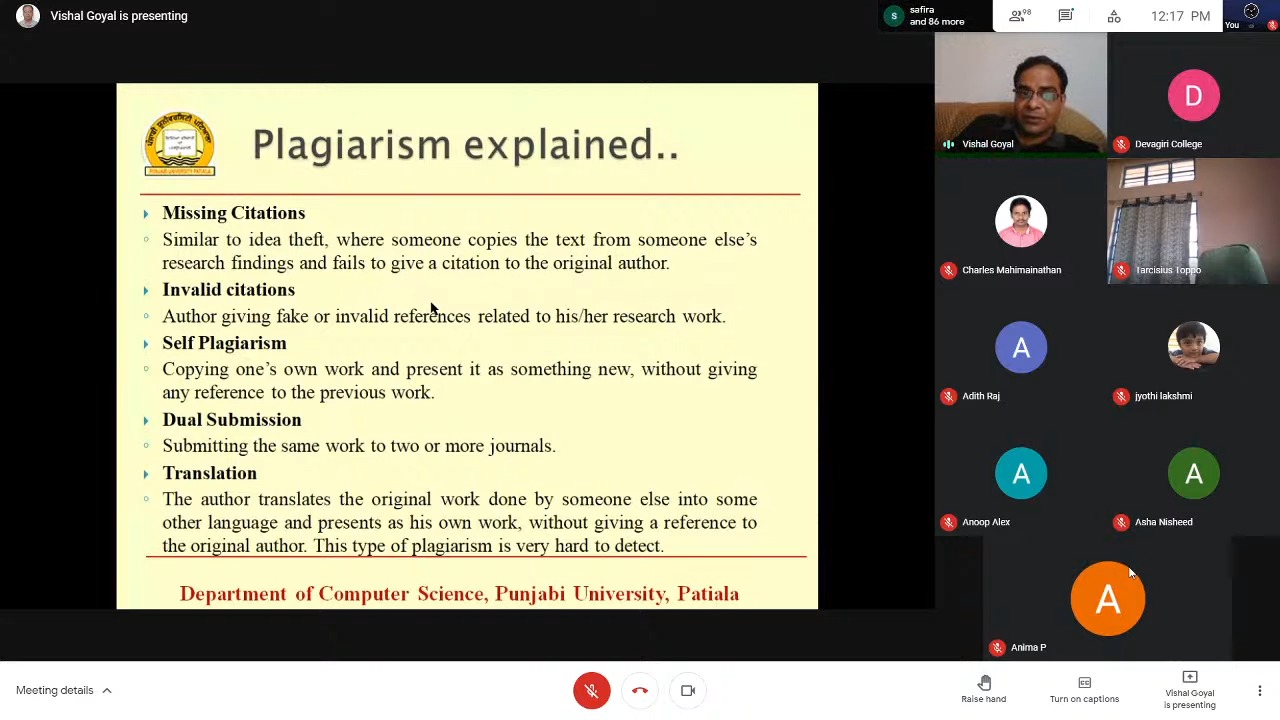 Vishal Goyal is presenting
S
safira
and 86 more
98
12:17 PM
You
Plagiarism explained..
Missing Citations
Similar to idea theft, where someone copies the text from someone else's
research findings and fails to give a citation to the original author.
Invalid citations
Author giving fake or invalid references related to his/her research work.
Self Plagiarism
Copying one's own work and present it as something new, without giving
any reference to the previous work.
Dual Submission
Submitting the same work to two or more journals.
Translation
The author translates the original work done by someone else into some
other language and presents as his own work, without giving a reference to
the original author. This type of plagiarism is very hard to detect.
Department of Computer Science, Punjabi University, Patiala
Vishal Goyal
D
Devagiri College
Charles Mahimainathan
Tarcisius Toppo
A
Adith Raj
jyothi lakshmi
A
Anoop Alex
A
Asha Nisheed
A
Anima P
Meeting details
Raise hand
Turn on captions
Vishal Goyal
is presenting